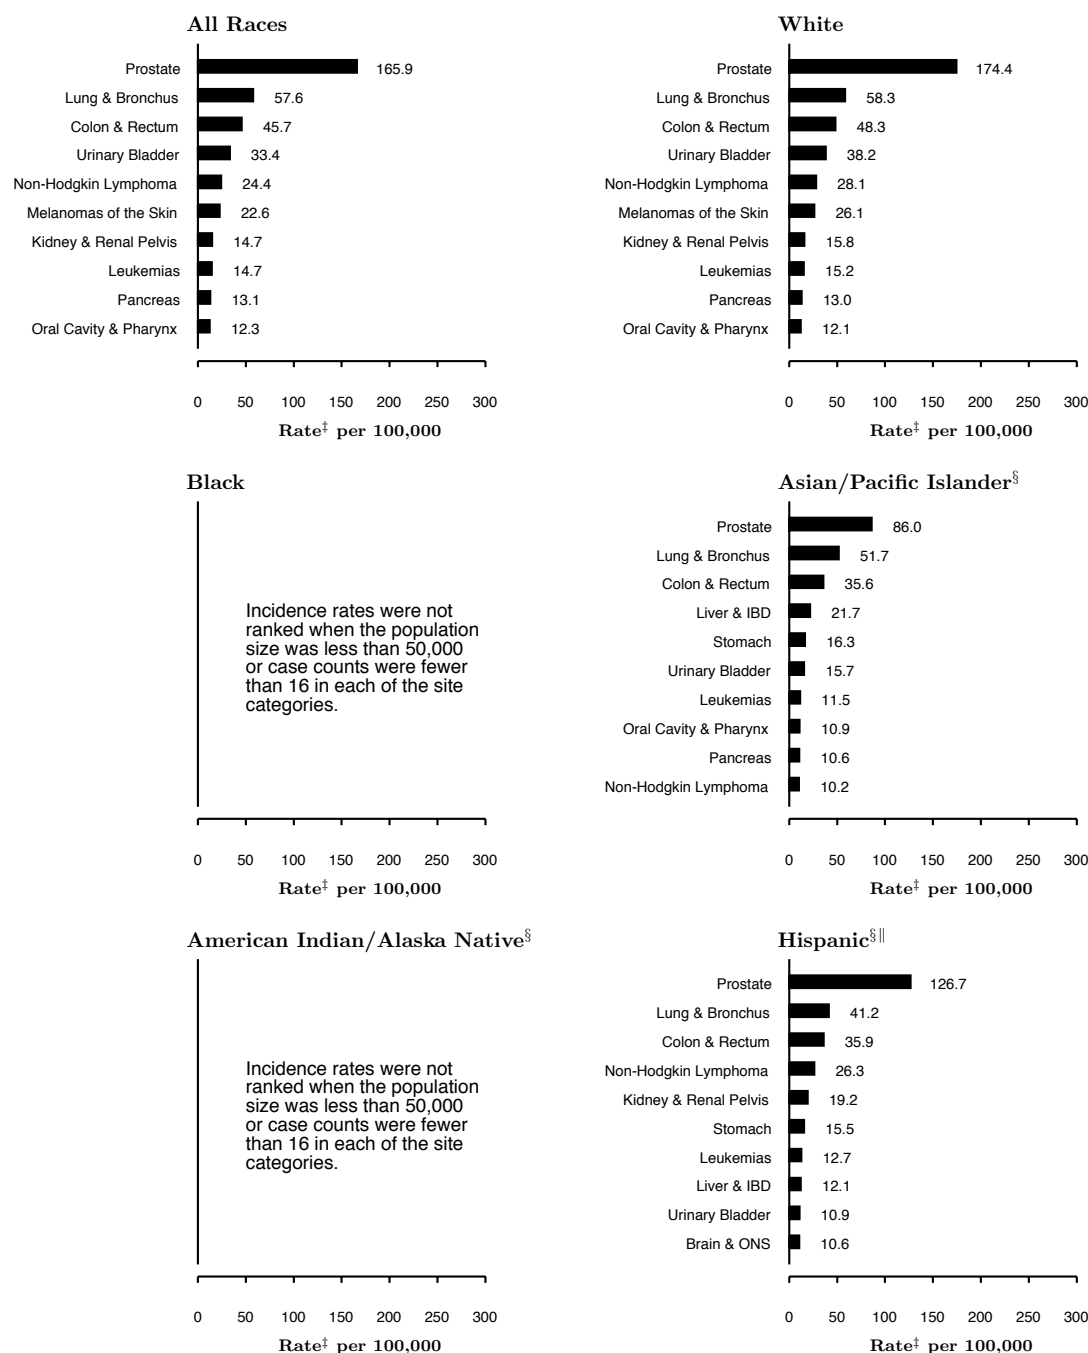 All Races
Prostate 165.9
Lung & Bronchus 57.6
Colon & Rectum 45.7
Urinary Bladder 33.4
Non-Hodgkin Lymphoma 24.4
Melanomas of the Skin 22.6
Kidney & Renal Pelvis 14.7
Leukemias 14.7
Pancreas 13.1
Oral Cavity & Pharynx 12.3
0 50 100 150 200 250 300
Rate‡ per 100,000
White
Prostate 174.4
Lung & Bronchus 58.3
Colon & Rectum 48.3
Urinary Bladder 38.2
Non-Hodgkin Lymphoma 28.1
Melanomas of the Skin 26.1
Kidney & Renal Pelvis 15.8
Leukemias 15.2
Pancreas 13.0
Oral Cavity & Pharynx 12.1
0 50 100 150 200 250 300
Rate‡ per 100,000
Black
Incidence rates were not
ranked when the population
size was less than 50,000
or case counts were fewer
than 16 in each of the site
categories.
0 50 100 150 200 250 300
Rate‡ per 100,000
Asian/Pacific Islander§
Prostate 86.0
Lung & Bronchus 51.7
Colon & Rectum 35.6
Liver & IBD 21.7
Stomach 16.3
Urinary Bladder 15.7
Leukemias 11.5
Oral Cavity & Pharynx 10.9
Pancreas 10.6
Non-Hodgkin Lymphoma 10.2
0 50 100 150 200 250 300
Rate‡ per 100,000
American Indian/Alaska Native§
Incidence rates were not
ranked when the population
size was less than 50,000
or case counts were fewer
than 16 in each of the site
categories.
0 50 100 150 200 250 300
Rate‡ per 100,000
Hispanic§‖
Prostate 126.7
Lung & Bronchus 41.2
Colon & Rectum 35.9
Non-Hodgkin Lymphoma 26.3
Kidney & Renal Pelvis 19.2
Stomach 15.5
Leukemias 12.7
Liver & IBD 12.1
Urinary Bladder 10.9
Brain & ONS 10.6
0 50 100 150 200 250 300
Rate‡ per 100,000